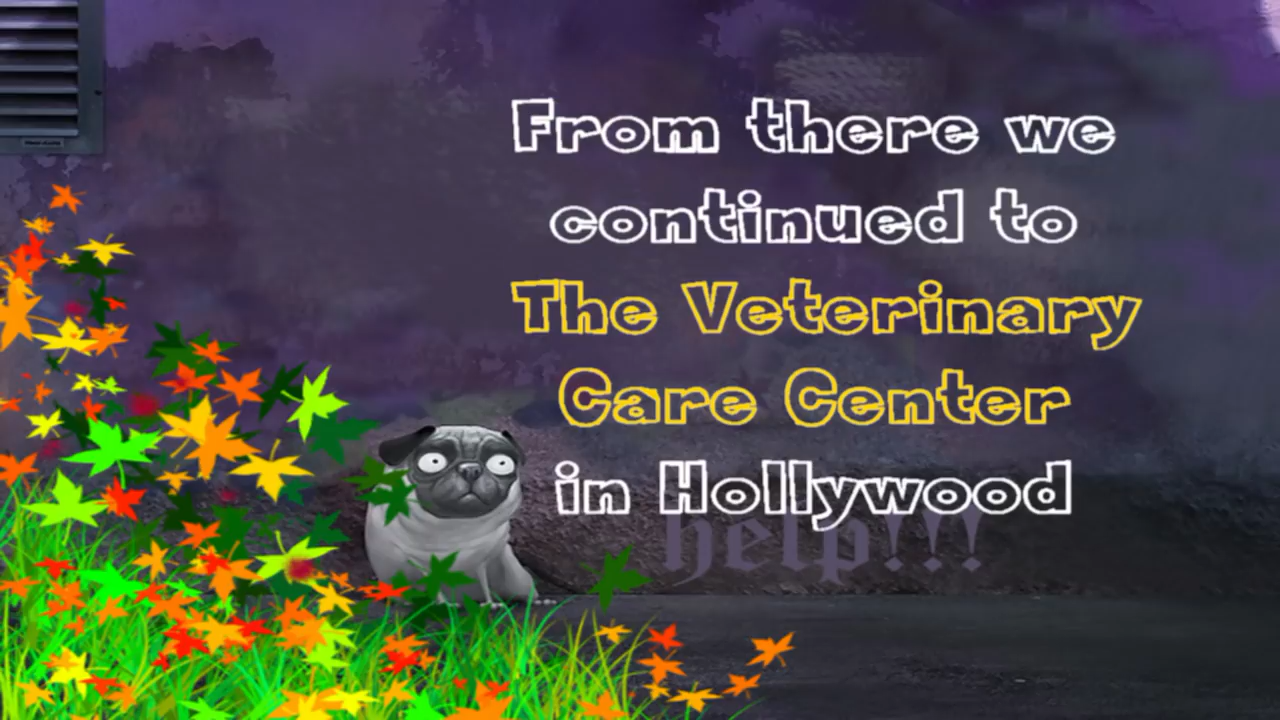 From there we
continued to
The Veterinary
Care Center
in Hollywood
help!!!